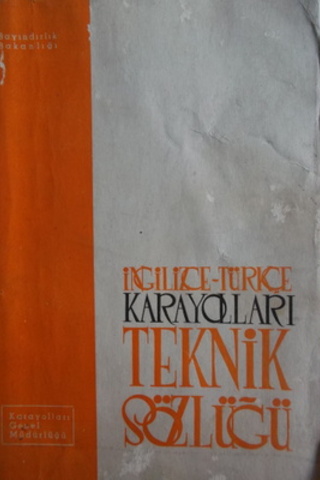 Bayındırlık
Bakanlığı
İNGİLİZCE-TÜRKÇE
KARAYOLLARI
TEKNİK
SÖZLÜĞÜ
Karayolları
Genel
Müdürlüğü